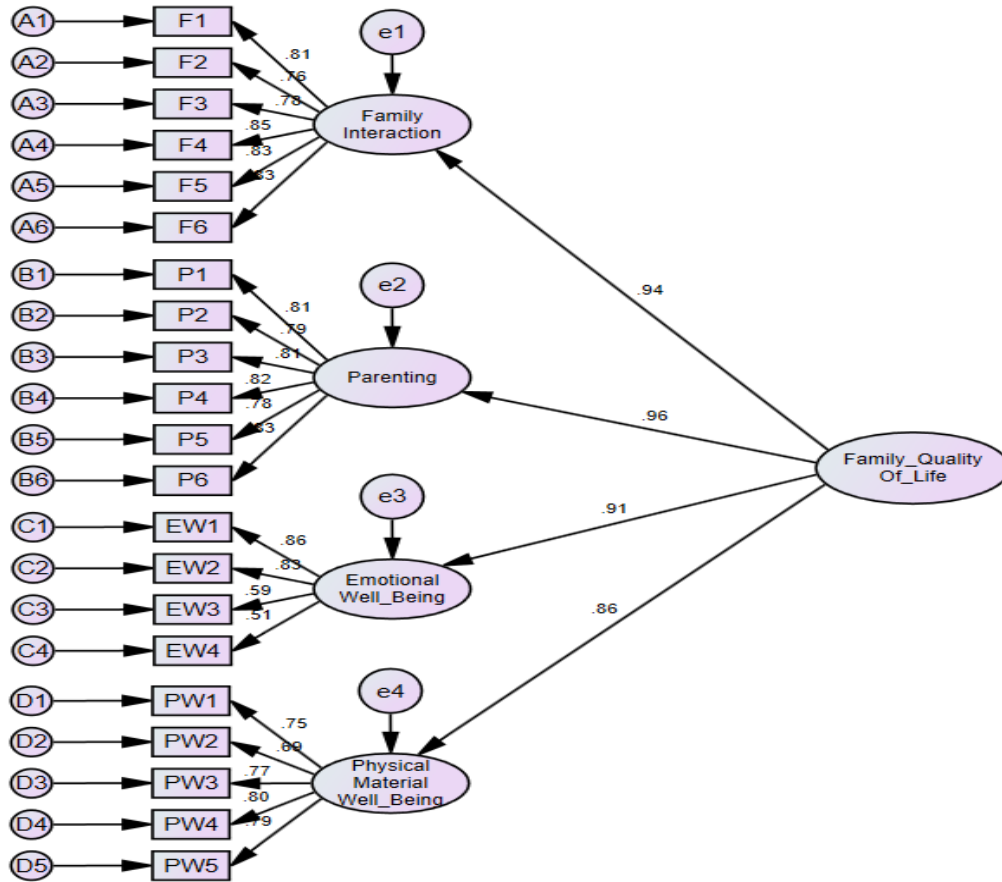 A1 F1
A2 F2
A3 F3
A4 F4
A5 F5
A6 F6
.81
.76
.78
.85
.83
.83
e1
Family
Interaction
B1 P1
B2 P2
B3 P3
B4 P4
B5 P5
B6 P6
.81
.79
.81
.82
.78
.83
e2
Parenting
C1 EW1
C2 EW2
C3 EW3
C4 EW4
.86
.83
.59
.51
e3
Emotional
Well_Being
D1 PW1
D2 PW2
D3 PW3
D4 PW4
D5 PW5
.75
.69
.77
.80
.79
e4
Physical
Material
Well_Being
.94
.96
.91
.86
Family_Quality
Of_Life